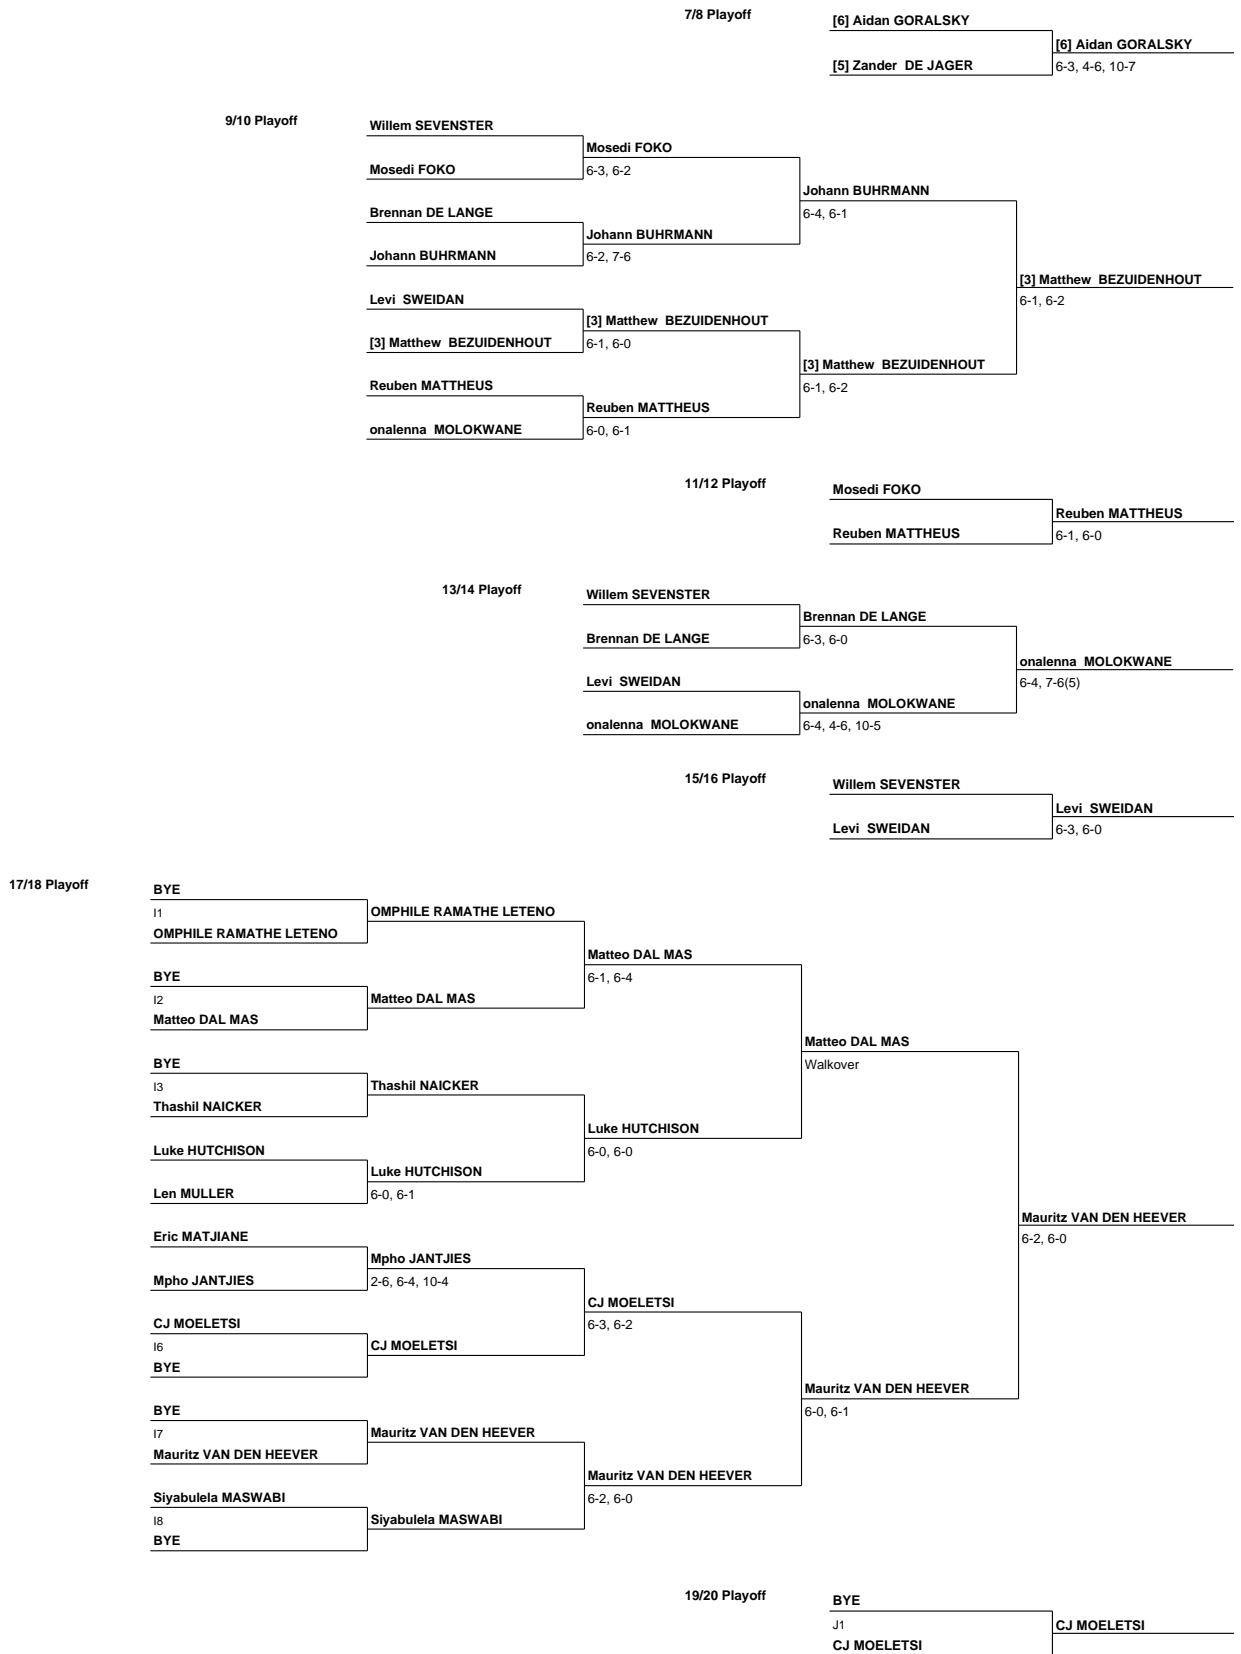 7/8 Playoff
[6] Aidan GORALSKY
[6] Aidan GORALSKY
[5] Zander DE JAGER
6-3, 4-6, 10-7
9/10 Playoff
Willem SEVENSTER
Mosedi FOKO
Mosedi FOKO
6-3, 6-2
Johann BUHRMANN
Brennan DE LANGE
6-4, 6-1
Johann BUHRMANN
Johann BUHRMANN
6-2, 7-6
[3] Matthew BEZUIDENHOUT
Levi SWEIDAN
6-1, 6-2
[3] Matthew BEZUIDENHOUT
[3] Matthew BEZUIDENHOUT
6-1, 6-0
[3] Matthew BEZUIDENHOUT
Reuben MATTHEUS
6-1, 6-2
Reuben MATTHEUS
onalenna MOLOKWANE
6-0, 6-1
11/12 Playoff
Mosedi FOKO
Reuben MATTHEUS
Reuben MATTHEUS
6-1, 6-0
13/14 Playoff
Willem SEVENSTER
Brennan DE LANGE
Brennan DE LANGE
6-3, 6-0
onalenna MOLOKWANE
Levi SWEIDAN
6-4, 7-6(5)
onalenna MOLOKWANE
onalenna MOLOKWANE
6-4, 4-6, 10-5
15/16 Playoff
Willem SEVENSTER
Levi SWEIDAN
Levi SWEIDAN
6-3, 6-0
17/18 Playoff
BYE
I1
OMPHILE RAMATHE LETENO
OMPHILE RAMATHE LETENO
Matteo DAL MAS
BYE
6-1, 6-4
I2
Matteo DAL MAS
Matteo DAL MAS
Matteo DAL MAS
BYE
Walkover
I3
Thashil NAICKER
Thashil NAICKER
Luke HUTCHISON
Luke HUTCHISON
6-0, 6-0
Luke HUTCHISON
Len MULLER
6-0, 6-1
Mauritz VAN DEN HEEVER
Eric MATJIANE
6-2, 6-0
Mpho JANTJIES
Mpho JANTJIES
2-6, 6-4, 10-4
CJ MOELETSI
CJ MOELETSI
6-3, 6-2
I6
CJ MOELETSI
BYE
Mauritz VAN DEN HEEVER
BYE
6-0, 6-1
I7
Mauritz VAN DEN HEEVER
Mauritz VAN DEN HEEVER
Mauritz VAN DEN HEEVER
Siyabulela MASWABI
6-2, 6-0
I8
Siyabulela MASWABI
BYE
19/20 Playoff
BYE
J1
CJ MOELETSI
CJ MOELETSI